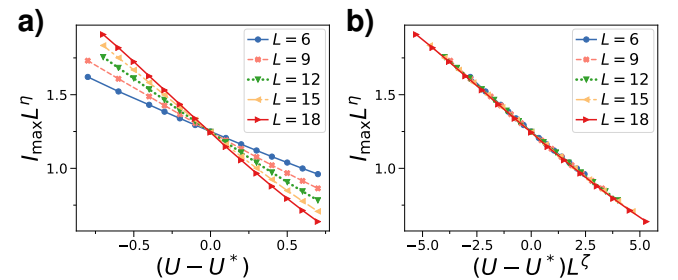 a)
I_max L^η
1.5
1.0
−0.5
0.0
0.5
(U − U*)
L = 6
L = 9
L = 12
L = 15
L = 18
b)
I_max L^η
1.5
1.0
−5.0
−2.5
0.0
2.5
5.0
(U − U*)L^ζ
L = 6
L = 9
L = 12
L = 15
L = 18